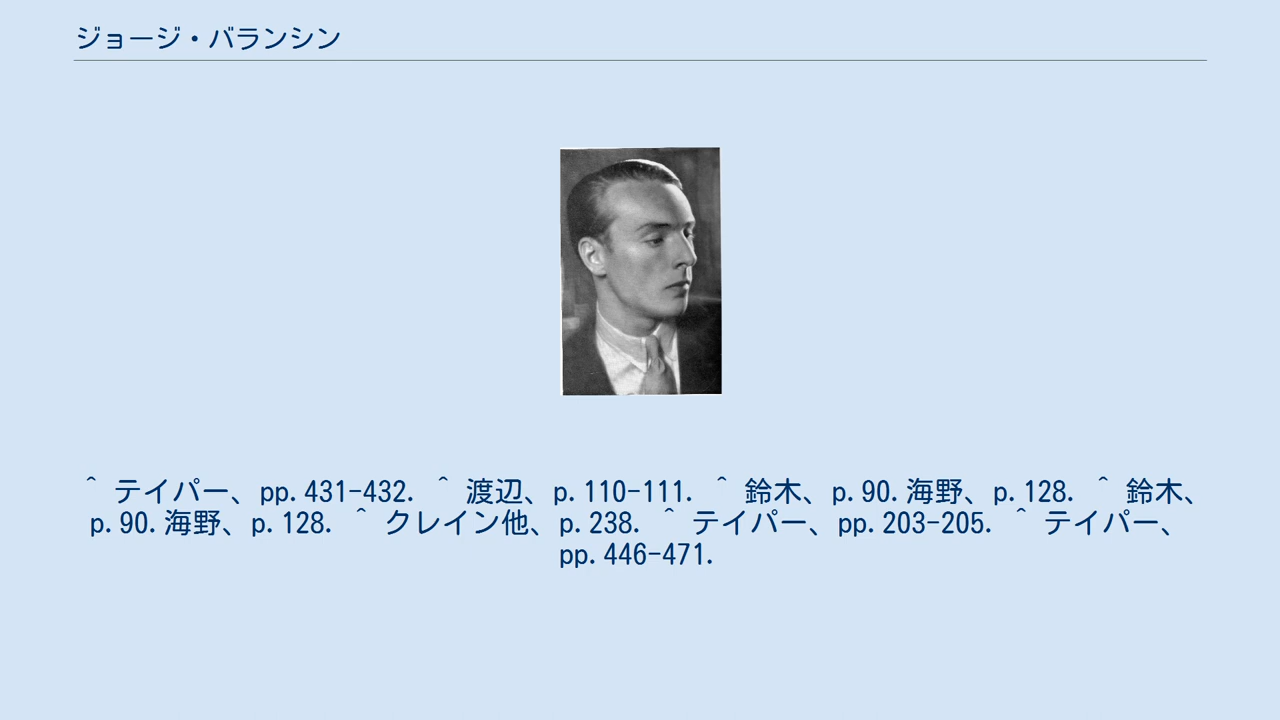 ジョージ・バランシン
^ テイパー、pp.431-432. ^ 渡辺、p.110-111. ^ 鈴木、p.90.海野、p.128. ^ 鈴木、
p.90.海野、p.128. ^ クレイン他、p.238. ^ テイパー、pp.203-205. ^ テイパー、
pp.446-471.